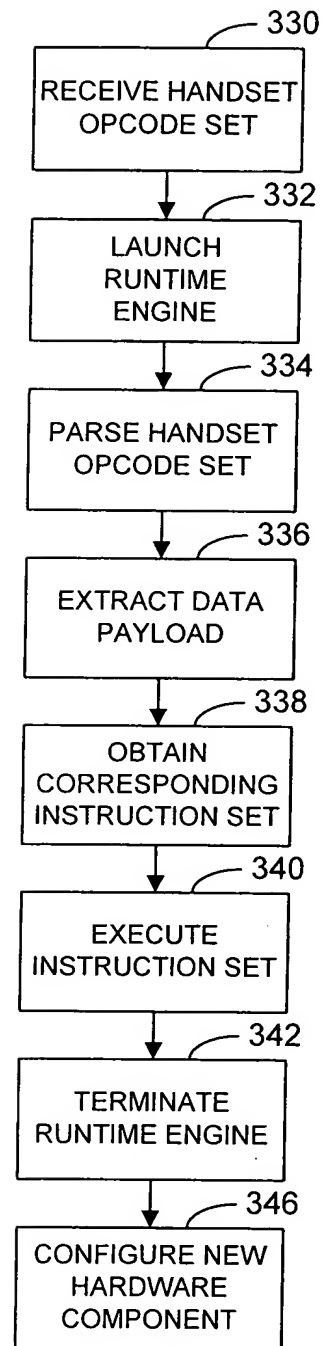 330
RECEIVE HANDSET
OPCODE SET
332
LAUNCH
RUNTIME
ENGINE
334
PARSE HANDSET
OPCODE SET
336
EXTRACT DATA
PAYLOAD
338
OBTAIN
CORRESPONDING
INSTRUCTION SET
340
EXECUTE
INSTRUCTION SET
342
TERMINATE
RUNTIME ENGINE
346
CONFIGURE NEW
HARDWARE
COMPONENT